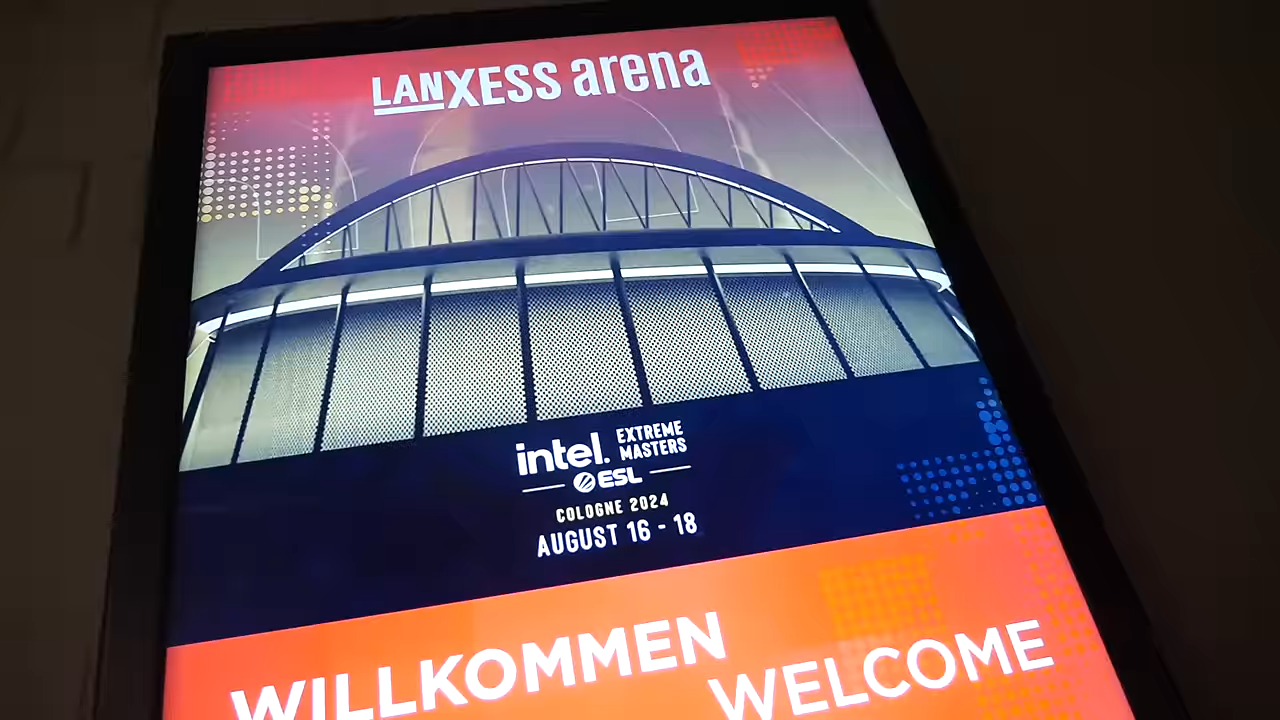 LANXESS arena
intel. EXTREME MASTERS
ESL
COLOGNE 2024
AUGUST 16 - 18
WILLKOMMEN
WELCOME